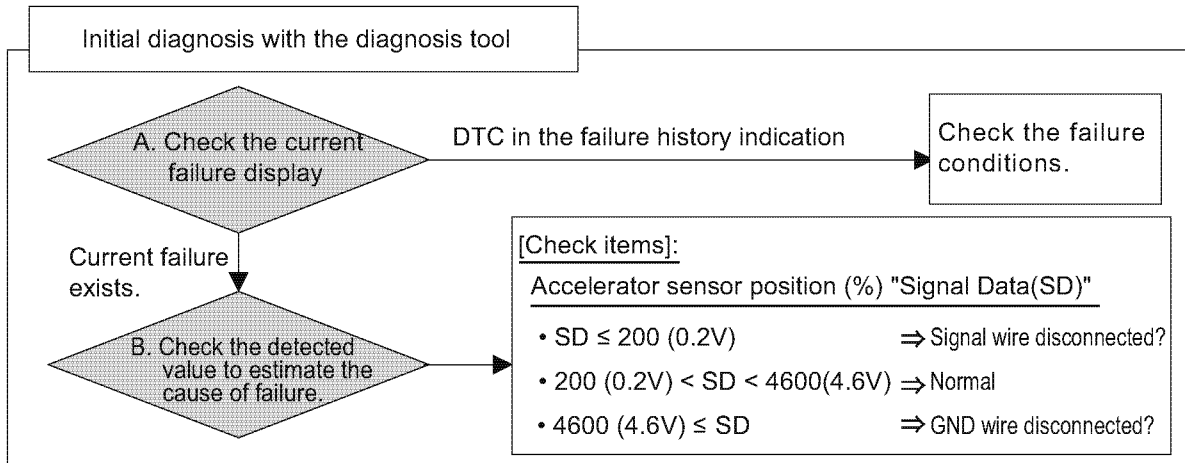 Initial diagnosis with the diagnosis tool
A. Check the current
failure display
DTC in the failure history indication
Check the failure
conditions.
Current failure
exists.
B. Check the detected
value to estimate the
cause of failure.
[Check items]:
Accelerator sensor position (%) "Signal Data(SD)"
• SD ≤ 200 (0.2V) ⇒ Signal wire disconnected?
• 200 (0.2V) < SD < 4600(4.6V) ⇒ Normal
• 4600 (4.6V) ≤ SD ⇒ GND wire disconnected?